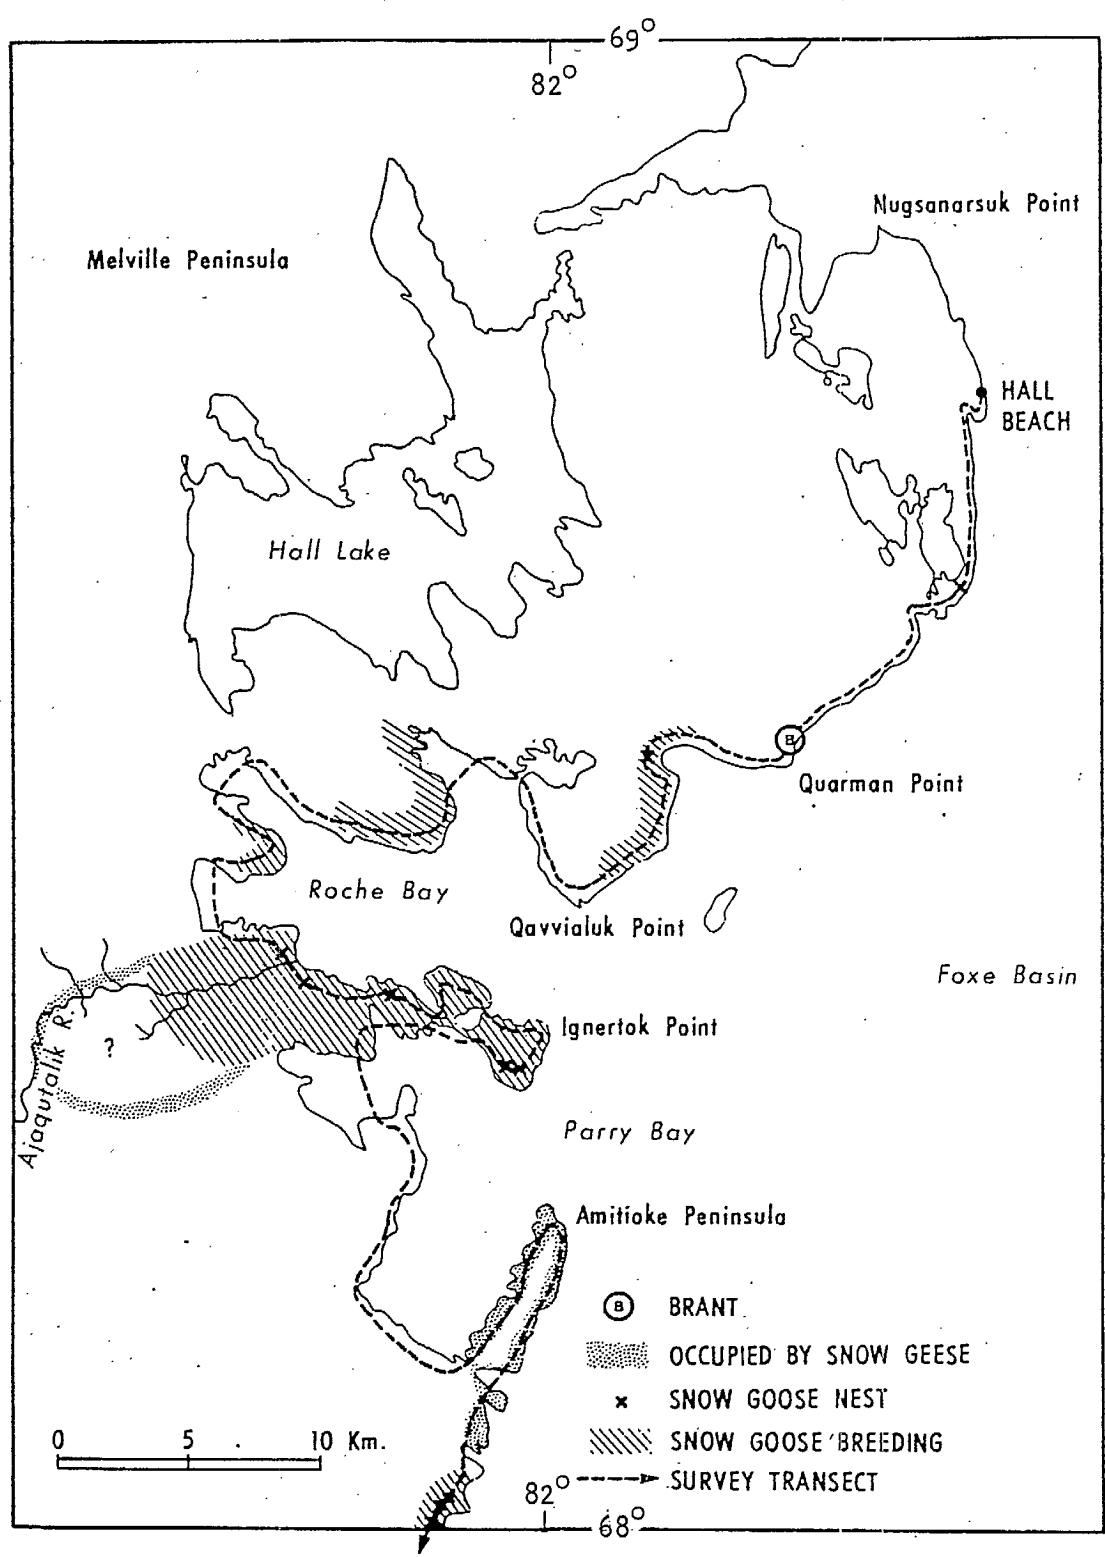 69°
82°
Nugsanarsuk Point
Melville Peninsula
HALL
BEACH
Hall Lake
B
Quarman Point
Roche Bay
Qavvialuk Point
Foxe Basin
Ignertok Point
?
Ajaqutalik R.
Parry Bay
Amitioke Peninsula
B BRANT
OCCUPIED BY SNOW GEESE
x SNOW GOOSE NEST
SNOW GOOSE BREEDING
SURVEY TRANSECT
0 5 10 Km.
82°
68°